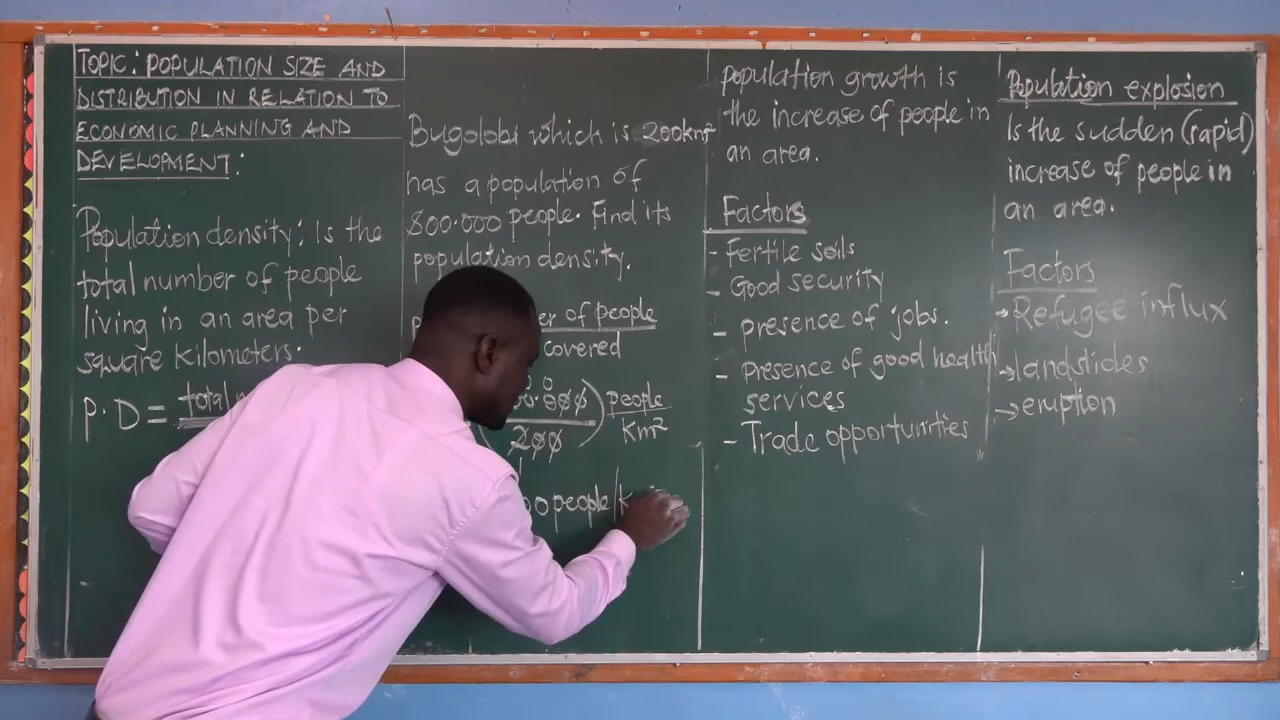 TOPIC: POPULATION SIZE AND
DISTRIBUTION IN RELATION TO
ECONOMIC PLANNING AND
DEVELOPMENT:
Population density: Is the
total number of people
living in an area per
square kilometers.
P.D = total
Bugolobi which is 200km²
has a population of
800.000 people. Find its
population density.
of people
covered
people
200 Km²
people/k
population growth is
the increase of people in
an area.
Factors
- Fertile soils
- Good security
- presence of jobs.
- presence of good health
services
- Trade opportunities
Population explosion
Is the sudden (rapid)
increase of people in
an area.
Factors
→Refugee influx
→landslides
→eruption